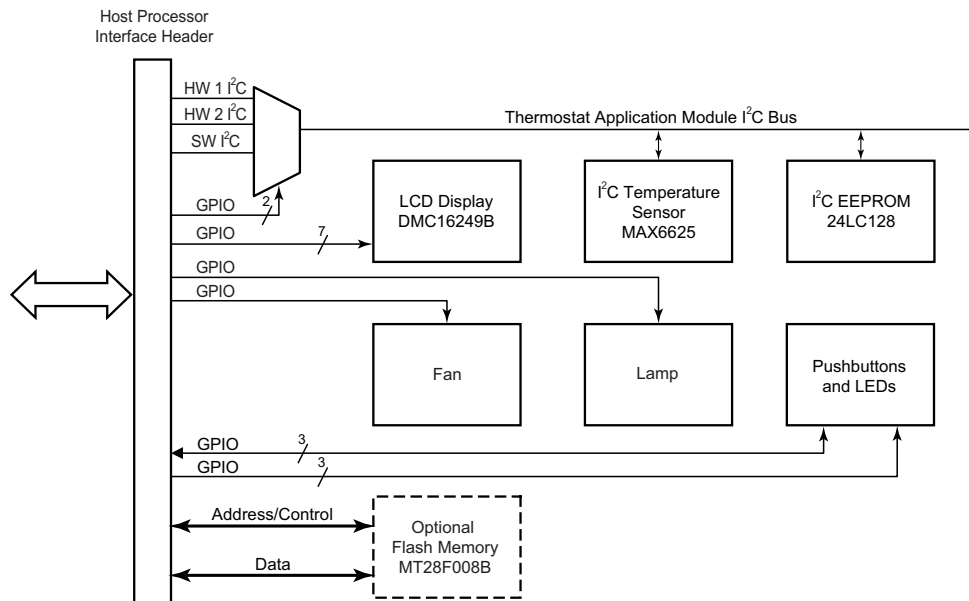 Host Processor
Interface Header
HW 1 I²C
HW 2 I²C
SW I²C
Thermostat Application Module I²C Bus
GPIO
2
GPIO
7
GPIO
GPIO
LCD Display
DMC16249B
I²C Temperature
Sensor
MAX6625
I²C EEPROM
24LC128
Fan
Lamp
Pushbuttons
and LEDs
GPIO
3
GPIO
3
Address/Control
Data
Optional
Flash Memory
MT28F008B